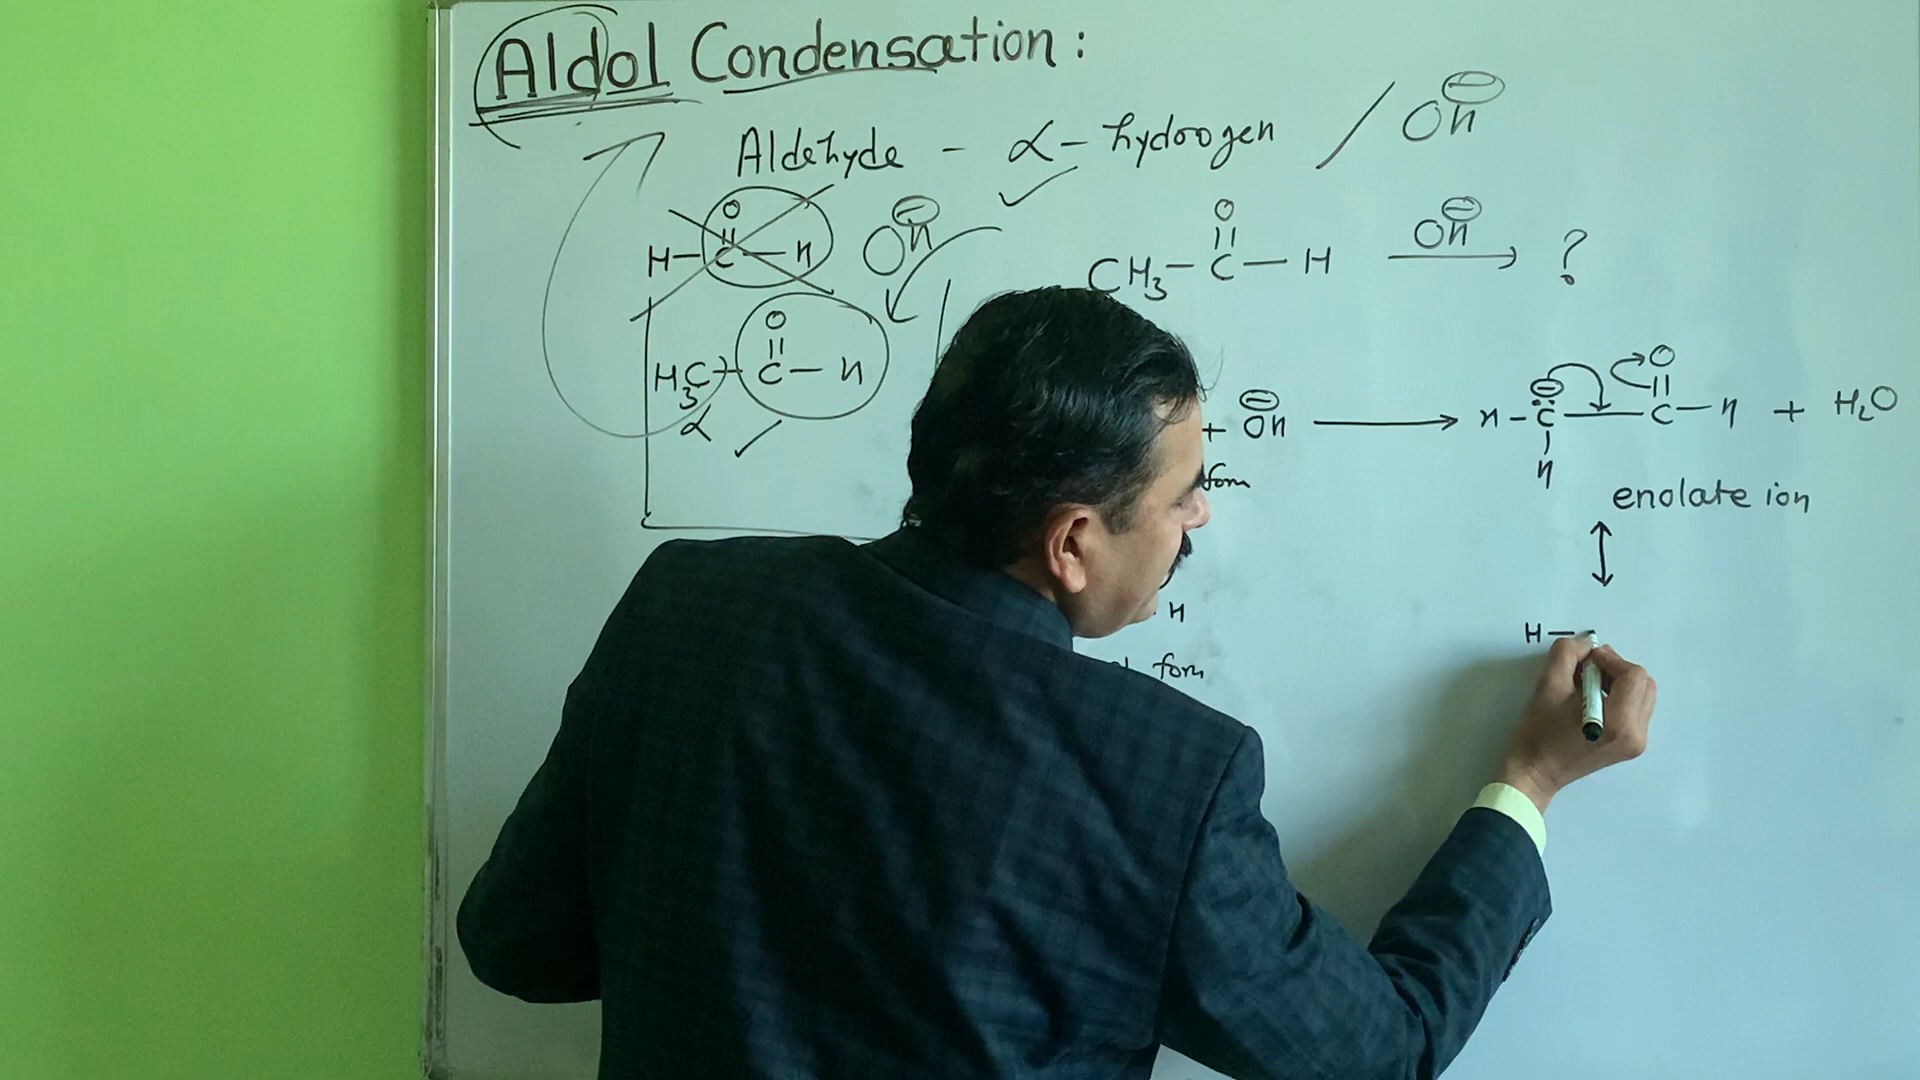 Aldol Condensation :
Aldehyde - α - hydrogen / OH⊖
O
H-C-H OH⊖
O
CH3-C-H OH⊖ → ?
O
H3C-C-H
α
+ OH⊖ → H-C⊖-C-H + H2O
O
H
form
enolate ion
↕
H
H-
form